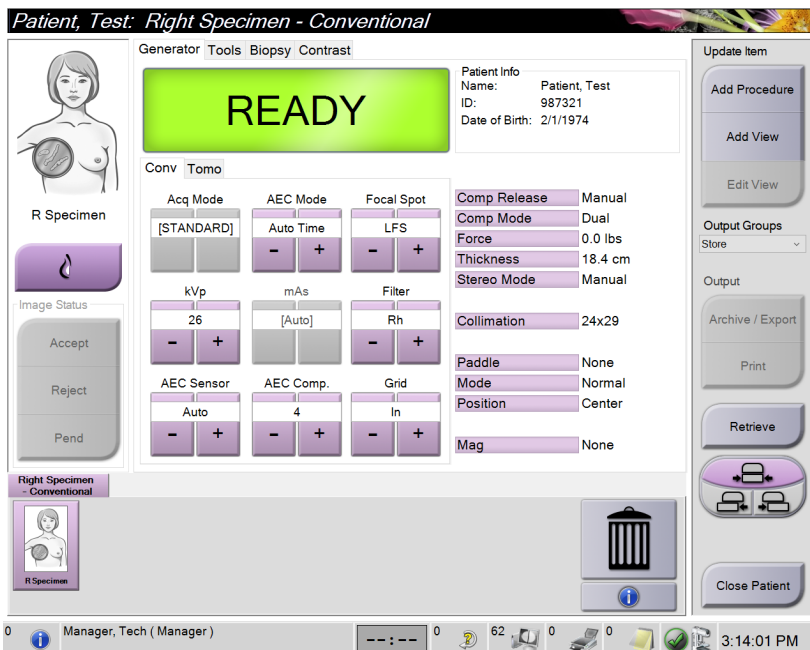 Patient, Test:  Right Specimen - Conventional
Generator Tools Biopsy Contrast
READY
Patient Info
Name: Patient, Test
ID: 987321
Date of Birth: 2/1/1974
R Specimen
Image Status
Accept
Reject
Pend
Conv Tomo
Acq Mode AEC Mode Focal Spot
[STANDARD] Auto Time LFS
- + - +
kVp mAs Filter
26 [Auto] Rh
- + - +
AEC Sensor AEC Comp. Grid
Auto 4 In
- + - + - +
Comp Release Manual
Comp Mode Dual
Force 0.0 lbs
Thickness 18.4 cm
Stereo Mode Manual
Collimation 24x29
Paddle None
Mode Normal
Position Center
Mag None
Update Item
Add Procedure
Add View
Edit View
Output Groups
Store
Output
Archive / Export
Print
Retrieve
Close Patient
Right Specimen
- Conventional
R Specimen
0 Manager, Tech ( Manager ) --:-- 0 62 0 0 3:14:01 PM